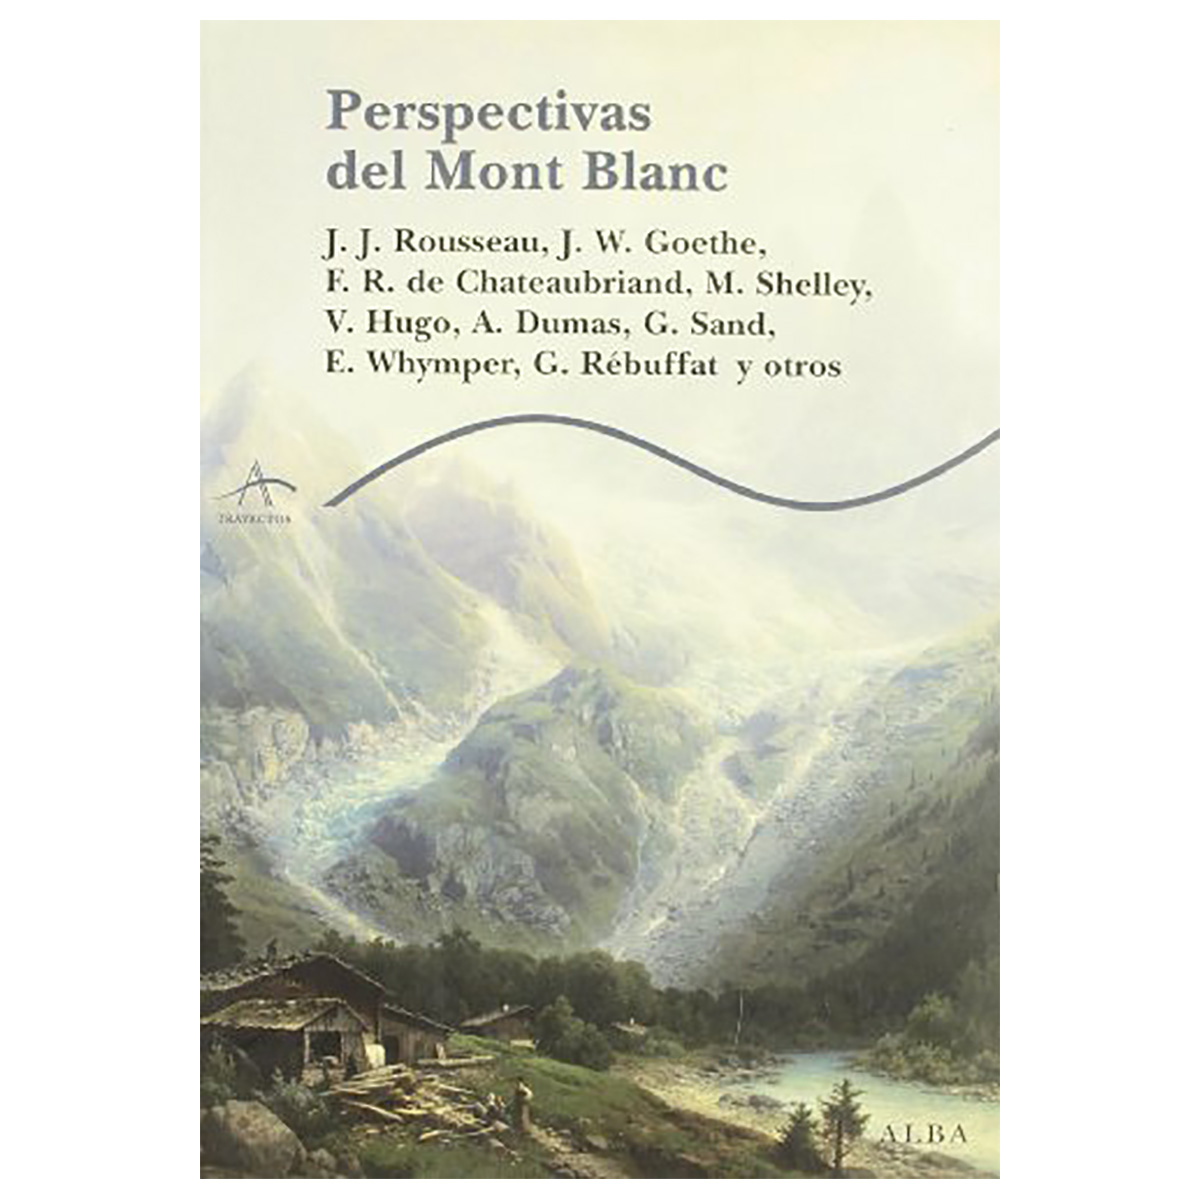 Perspectivas
del Mont Blanc
J. J. Rousseau, J. W. Goethe,
F. R. de Chateaubriand, M. Shelley,
V. Hugo, A. Dumas, G. Sand,
E. Whymper, G. Rébuffat y otros
TRAYECTOS
ALBA